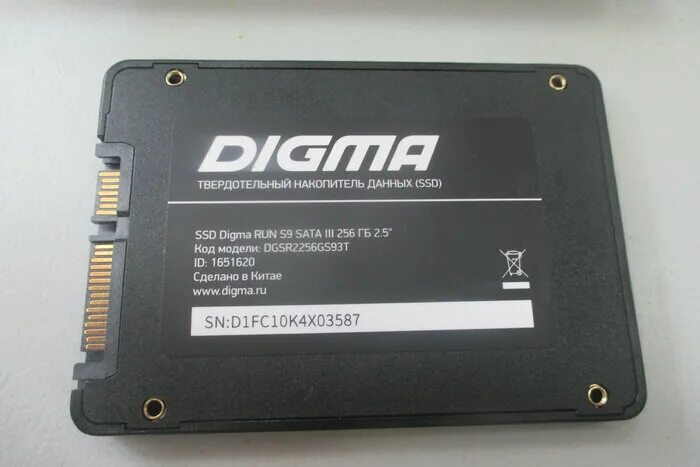 DIGMA
ТВЕРДОТЕЛЬНЫЙ НАКОПИТЕЛЬ ДАННЫХ (SSD)
SSD Digma RUN S9 SATA III 256 ГБ 2.5"
Код модели: DGSR2256GS93T
ID: 1651620
Сделано в Китае
www.digma.ru
SN:D1FC10K4X03587